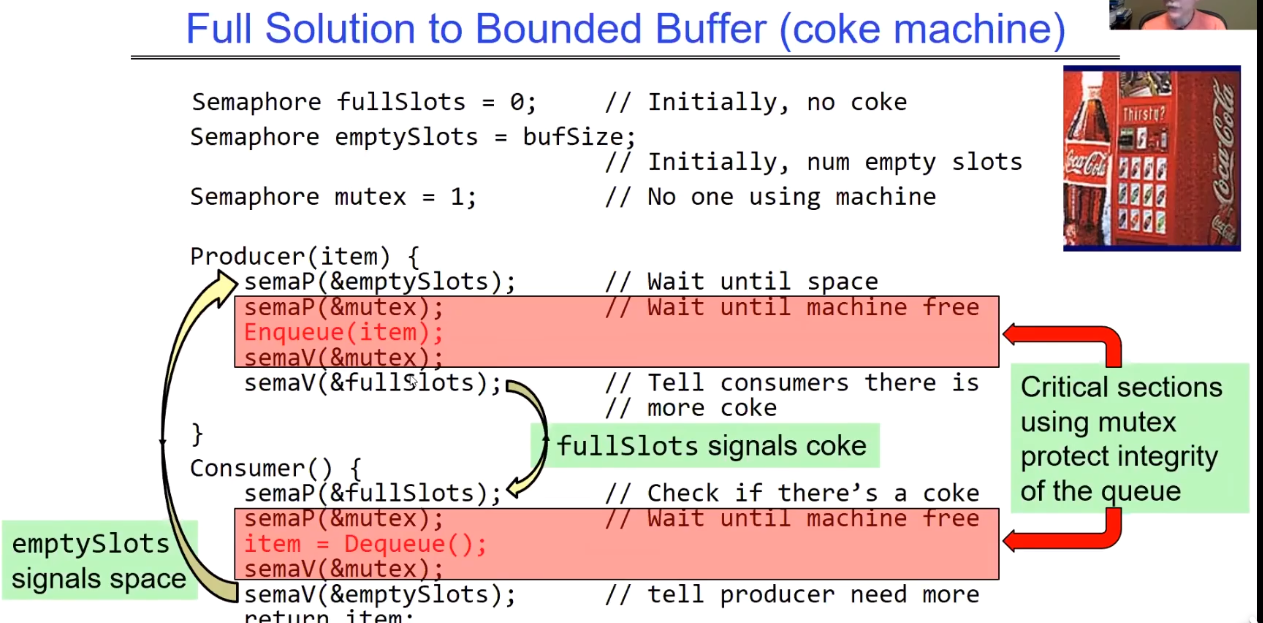 Full Solution to Bounded Buffer (coke machine)
Semaphore fullSlots = 0; // Initially, no coke
Semaphore emptySlots = bufSize;
// Initially, num empty slots
Semaphore mutex = 1; // No one using machine
Thirsty?
Coca-Cola
Coca-Cola
Producer(item) {
semaP(&emptySlots); // Wait until space
semaP(&mutex); // Wait until machine free
Enqueue(item);
semaV(&mutex);
semaV(&fullSlots); // Tell consumers there is
// more coke
}
fullSlots signals coke
Critical sections
using mutex
protect integrity
of the queue
Consumer() {
semaP(&fullSlots); // Check if there’s a coke
semaP(&mutex); // Wait until machine free
item = Dequeue();
semaV(&mutex);
semaV(&emptySlots); // tell producer need more
return item;
emptySlots
signals space